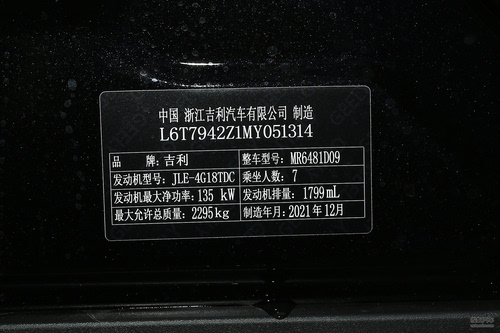 中国 浙江吉利汽车有限公司 制造
L6T7942Z1MY051314
品牌：吉利 整车型号：MR6481D09
发动机型号：JLE-4G18TDC 乘坐人数：7
发动机最大净功率：135 kW 发动机排量：1799mL
最大允许总质量：2295kg 制造年月：2021年12月